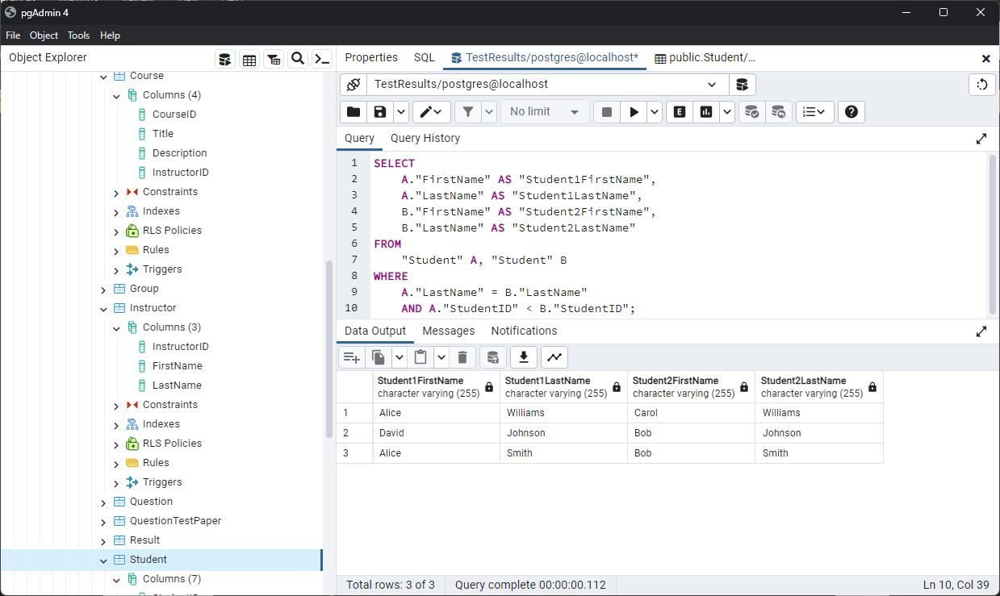 pgAdmin 4
File Object Tools Help
Object Explorer
Course
Columns (4)
CourseID
Title
Description
InstructorID
Constraints
Indexes
RLS Policies
Rules
Triggers
Group
Instructor
Columns (3)
InstructorID
FirstName
LastName
Constraints
Indexes
RLS Policies
Rules
Triggers
Question
QuestionTestPaper
Result
Student
Columns (7)
Properties SQL TestResults/postgres@localhost* public.Student/...
TestResults/postgres@localhost
No limit E
Query Query History
1 SELECT
2 A."FirstName" AS "Student1FirstName",
3 A."LastName" AS "Student1LastName",
4 B."FirstName" AS "Student2FirstName",
5 B."LastName" AS "Student2LastName"
6 FROM
7 "Student" A, "Student" B
8 WHERE
9 A."LastName" = B."LastName"
10 AND A."StudentID" < B."StudentID";
Data Output Messages Notifications
Student1FirstName Student1LastName Student2FirstName Student2LastName
character varying (255) character varying (255) character varying (255) character varying (255)
1 Alice Williams Carol Williams
2 David Johnson Bob Johnson
3 Alice Smith Bob Smith
Total rows: 3 of 3 Query complete 00:00:00.112 Ln 10, Col 39